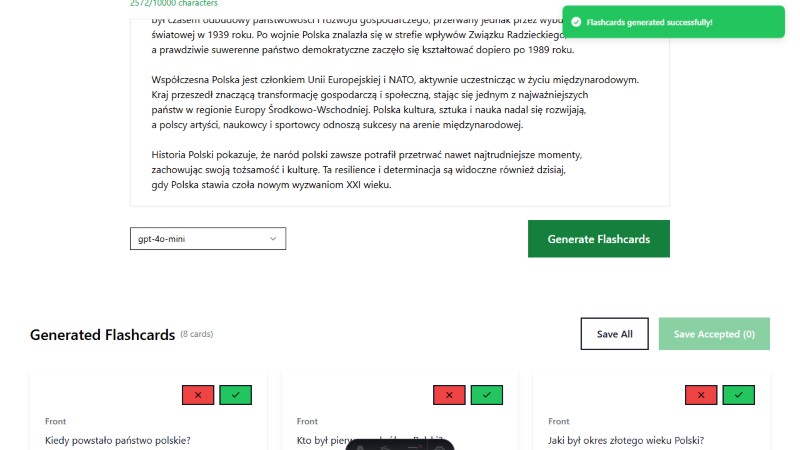 2572/10000 characters
Flashcards generated successfully!
był czasem odbudowy państwowości i rozwoju gospodarczego, przerwany jednak przez
światowej w 1939 roku. Po wojnie Polska znalazła się w strefie wpływów Związku Radzieckiego,
a prawdziwie suwerenne państwo demokratyczne zaczęło się kształtować dopiero po 1989 roku.
Współczesna Polska jest członkiem Unii Europejskiej i NATO, aktywnie uczestnicząc w życiu międzynarodowym.
Kraj przeszedł znaczącą transformację gospodarczą i społeczną, stając się jednym z najważniejszych
państw w regionie Europy Środkowo-Wschodniej. Polska kultura, sztuka i nauka nadal się rozwijają,
a polscy artyści, naukowcy i sportowcy odnoszą sukcesy na arenie międzynarodowej.
Historia Polski pokazuje, że naród polski zawsze potrafił przetrwać nawet najtrudniejsze momenty,
zachowując swoją tożsamość i kulturę. Ta resilience i determinacja są widoczne również dzisiaj,
gdy Polska stawia czoła nowym wyzwaniom XXI wieku.
gpt-4o-mini
Generate Flashcards
Generated Flashcards (8 cards)
Save All
Save Accepted (0)
Front
Kiedy powstało państwo polskie?
Front
Kto był
Front
Jaki był okres złotego wieku Polski?